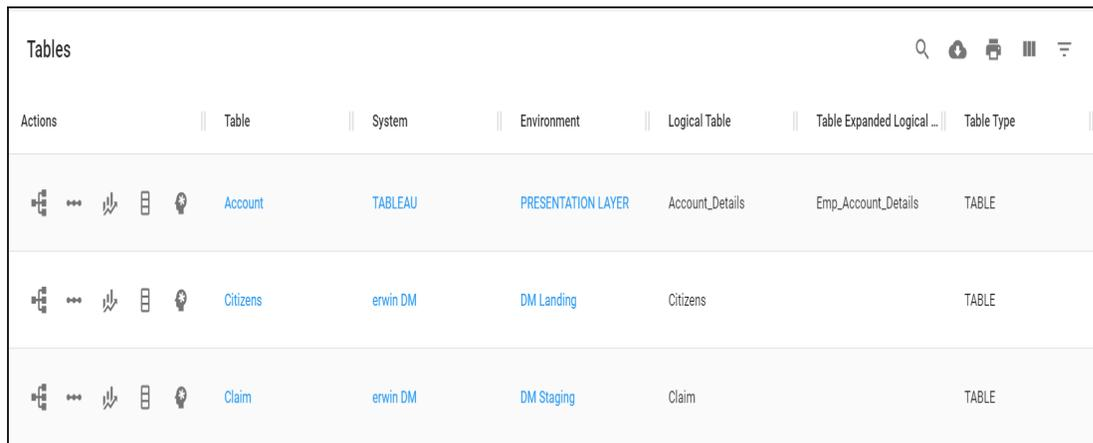 Tables
Actions Table System Environment Logical Table Table Expanded Logical ... Table Type
Account TABLEAU PRESENTATION LAYER Account_Details Emp_Account_Details TABLE
Citizens erwin DM DM Landing Citizens TABLE
Claim erwin DM DM Staging Claim TABLE